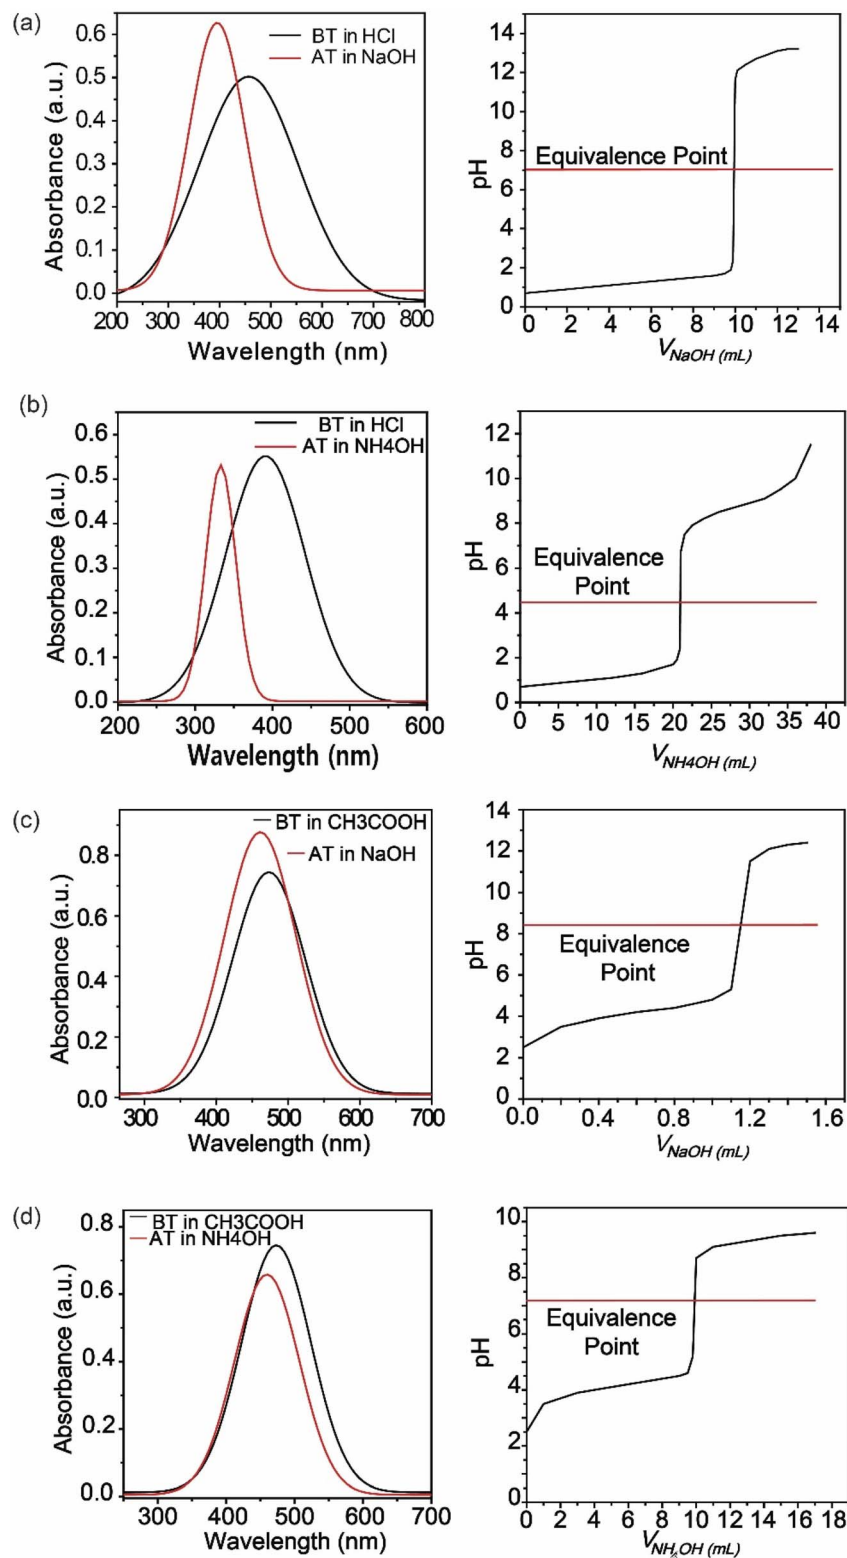 (a)
0.6
0.5
0.4
0.3
0.2
0.1
0.0
Absorbance (a.u.)
BT in HCl
AT in NaOH
200 300 400 500 600 700 800
Wavelength (nm)
14
12
10
8
6
4
2
0
pH
Equivalence Point
0 2 4 6 8 10 12 14
V NaOH (mL)
(b)
0.6
0.5
0.4
0.3
0.2
0.1
0.0
Absorbance (a.u.)
BT in HCl
AT in NH4OH
200 300 400 500 600
Wavelength (nm)
12
10
8
6
4
2
0
pH
Equivalence
Point
0 5 10 15 20 25 30 35 40
V NH4OH (mL)
(c)
0.8
0.6
0.4
0.2
0.0
Absorbance (a.u.)
BT in CH3COOH
AT in NaOH
300 400 500 600 700
Wavelength (nm)
14
12
10
8
6
4
2
0
pH
Equivalence
Point
0.0 0.4 0.8 1.2 1.6
V NaOH (mL)
(d)
0.8
0.6
0.4
0.2
0.0
Absorbance (a.u.)
BT in CH3COOH
AT in NH4OH
300 400 500 600 700
Wavelength (nm)
10
8
6
4
2
0
pH
Equivalence
Point
0 2 4 6 8 10 12 14 16 18
V NH4OH (mL)